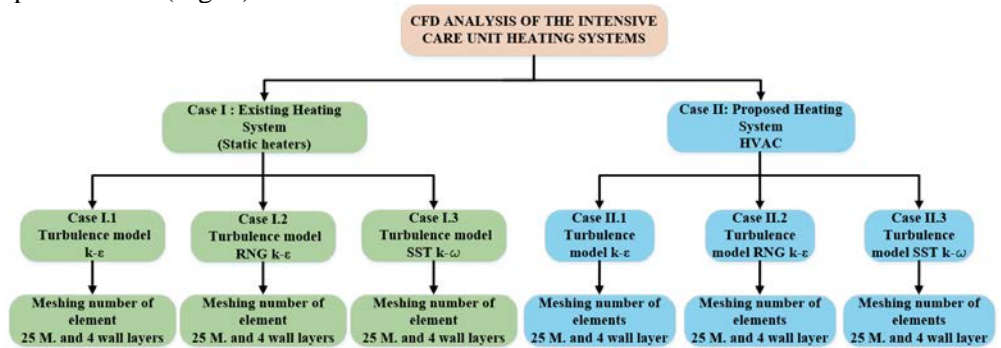 CFD ANALYSIS OF THE INTENSIVE
CARE UNIT HEATING SYSTEMS
Case I : Existing Heating
System
(Static heaters)
Case II: Proposed Heating
System
HVAC
Case I.1
Turbulence model
k-ε
Case I.2
Turbulence model
RNG k-ε
Case I.3
Turbulence model
SST k-ω
Case II.1
Turbulence
model k-ε
Case II.2
Turbulence
model RNG k-ε
Case II.3
Turbulence
model SST k-ω
Meshing number of
element
25 M. and 4 wall layers
Meshing number of
element
25 M. and 4 wall layers
Meshing number of
element
25 M. and 4 wall layers
Meshing number of
elements
25 M. and 4 wall layer
Meshing number of
elements
25 M. and 4 wall layer
Meshing number of
elements
25 M. and 4 wall layer